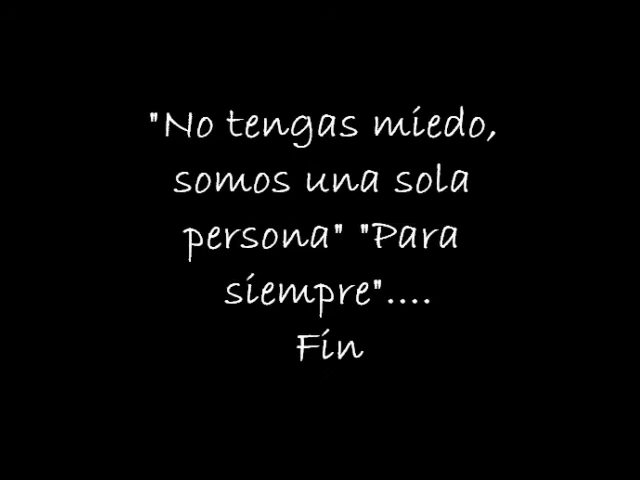 "No tengas miedo,
somos una sola
persona" "Para
siempre"....
Fin